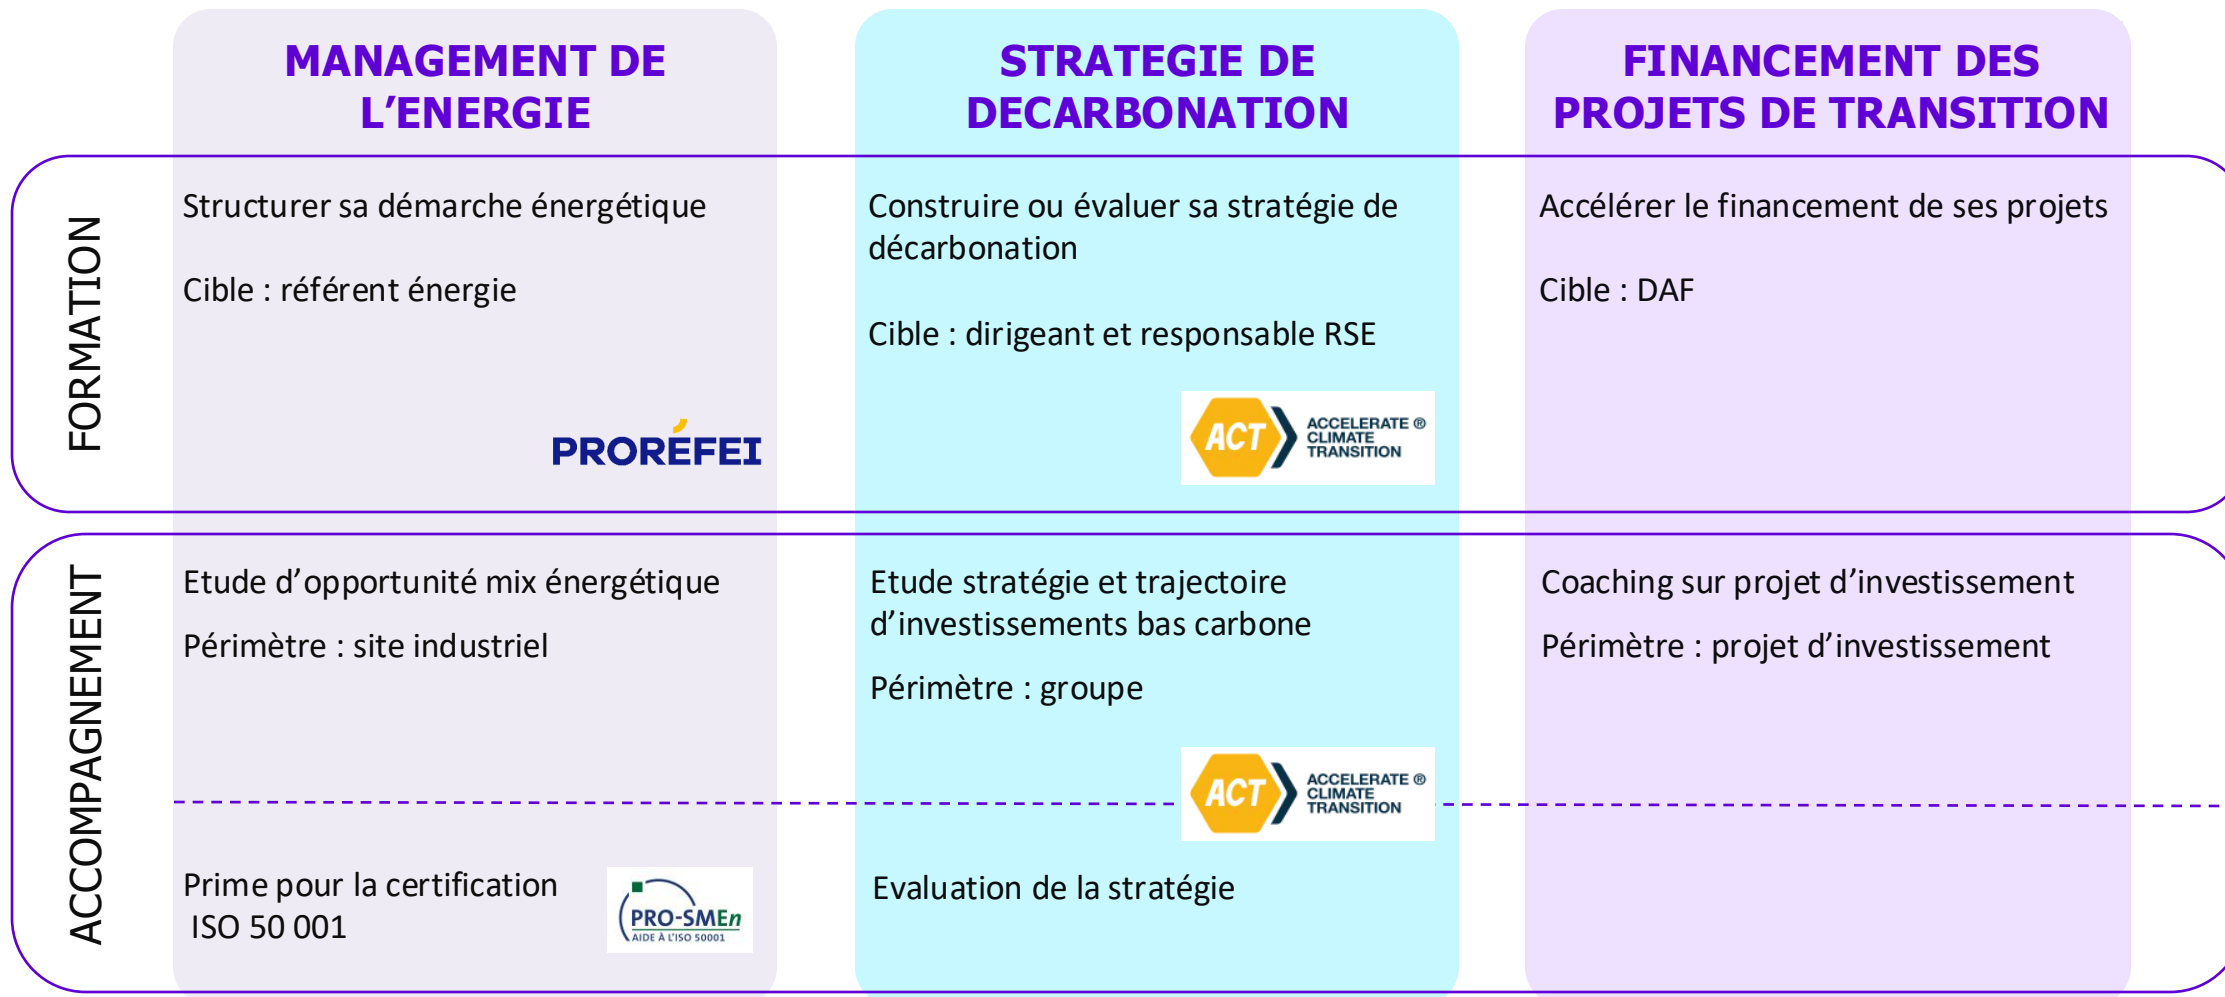 MANAGEMENT DE
L’ENERGIE
STRATEGIE DE
DECARBONATION
FINANCEMENT DES
PROJETS DE TRANSITION
FORMATION
Structurer sa démarche énergétique
Cible : référent énergie
PRORÉFEI
Construire ou évaluer sa stratégie de
décarbonation
Cible : dirigeant et responsable RSE
ACT
ACCELERATE ®
CLIMATE
TRANSITION
Accélérer le financement de ses projets
Cible : DAF
ACCOMPAGNEMENT
Etude d’opportunité mix énergétique
Périmètre : site industriel
Etude stratégie et trajectoire
d’investissements bas carbone
Périmètre : groupe
ACT
ACCELERATE ®
CLIMATE
TRANSITION
Coaching sur projet d’investissement
Périmètre : projet d’investissement
Prime pour la certification
ISO 50 001
PRO-SMEn
AIDE À L'ISO 50001
Evaluation de la stratégie